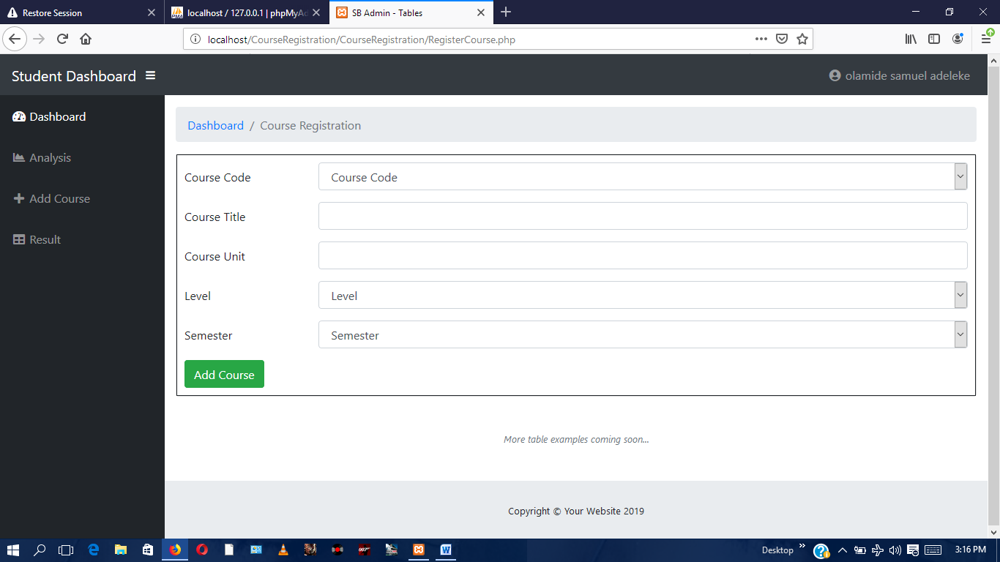 Restore Session
localhost / 127.0.0.1 | phpMyAd
SB Admin - Tables
localhost/CourseRegistration/CourseRegistration/RegisterCourse.php
Student Dashboard
olamide samuel adeleke
Dashboard
Analysis
Add Course
Result
Dashboard / Course Registration
Course Code Course Code
Course Title
Course Unit
Level Level
Semester Semester
Add Course
More table examples coming soon...
Copyright © Your Website 2019
Desktop
3:16 PM